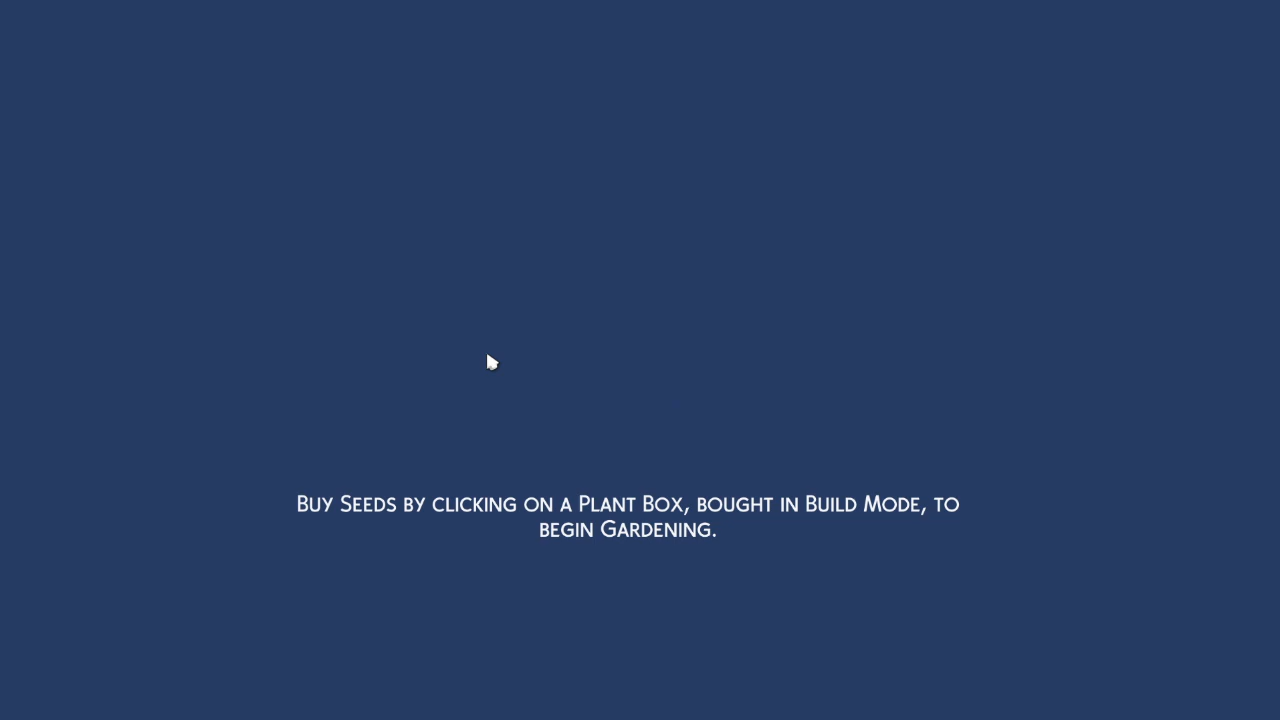 Buy Seeds by clicking on a Plant Box, bought in Build Mode, to
begin Gardening.